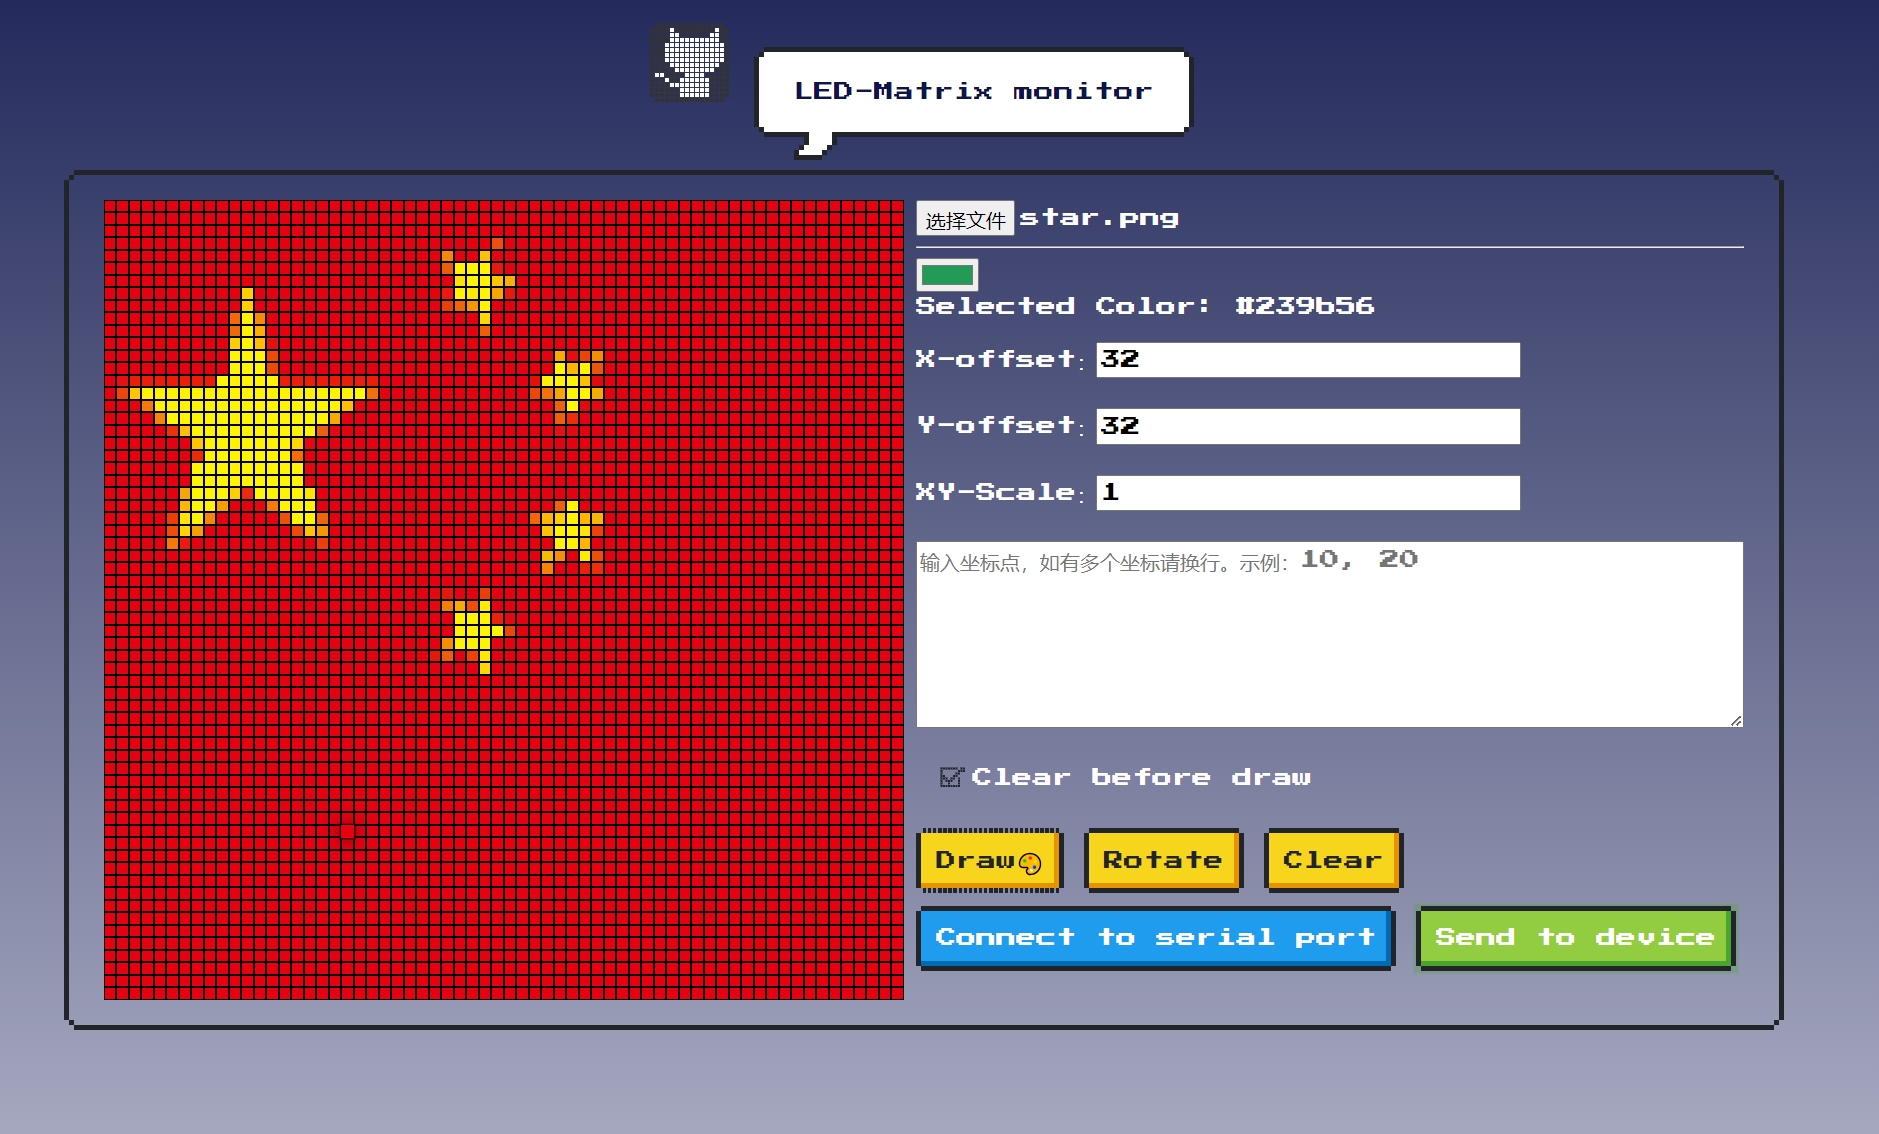 LED-Matrix monitor
选择文件 star.png
Selected Color: #239b56
X-offset: 32
Y-offset: 32
XY-Scale: 1
输入坐标点，如有多个坐标请换行。示例：10, 20
Clear before draw
Draw🎨 Rotate Clear
Connect to serial port Send to device